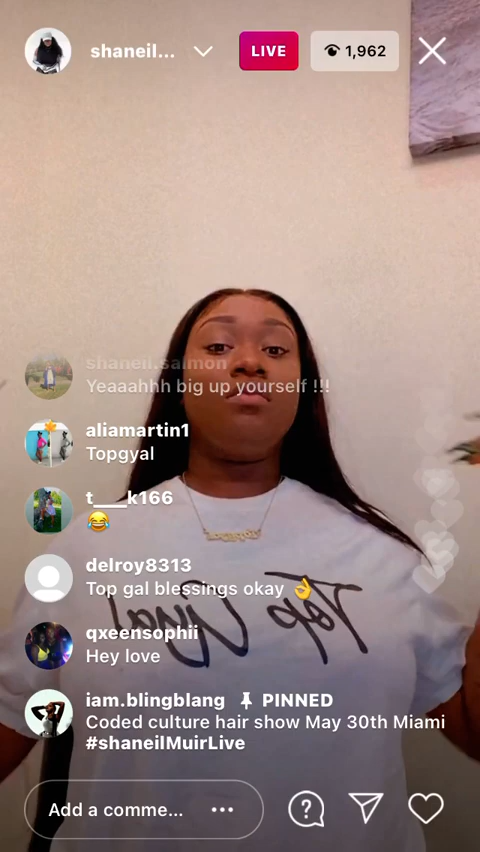 shaneil...
LIVE
1,962
shaneil.salmon
Yeaaahhh big up yourself !!!
aliamartin1
Topgyal
t___k166
😂
delroy8313
Top gal blessings okay 👌
qxeensophii
Hey love
Top Gyal
iam.blingblang PINNED
Coded culture hair show May 30th Miami
#shaneilMuirLive
Add a comme... •••